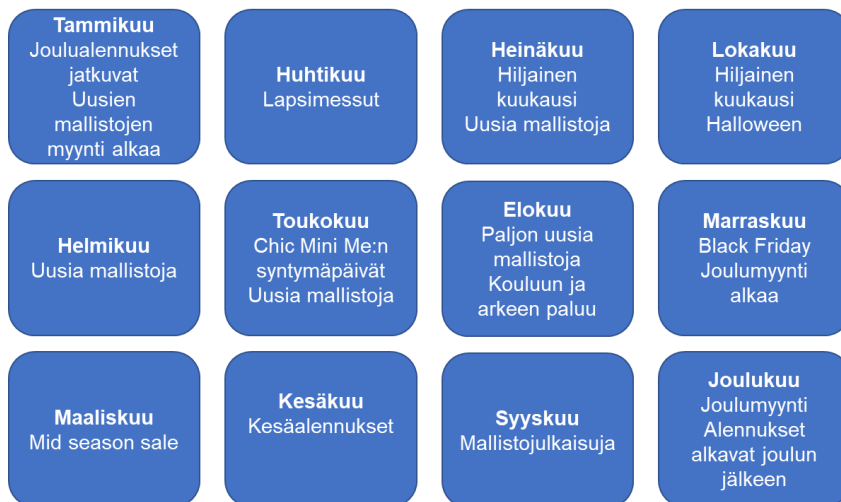 Tammikuu
Joulualennukset
jatkuvat
Uusien
mallistojen
myynti alkaa
Helmikuu
Uusia mallistoja
Maaliskuu
Mid season sale
Huhtikuu
Lapsimessut
Toukokuu
Chic Mini Me:n
syntymäpäivät
Uusia mallistoja
Kesäkuu
Kesäalennukset
Heinäkuu
Hiljainen
kuukausi
Uusia mallistoja
Elokuu
Paljon uusia
mallistoja
Kouluun ja
arkeen paluu
Syyskuu
Mallistojulkaisuja
Lokakuu
Hiljainen
kuukausi
Halloween
Marraskuu
Black Friday
Joulumyynti
alkaa
Joulukuu
Joulumyynti
Alennukset
alkavat joulun
jälkeen